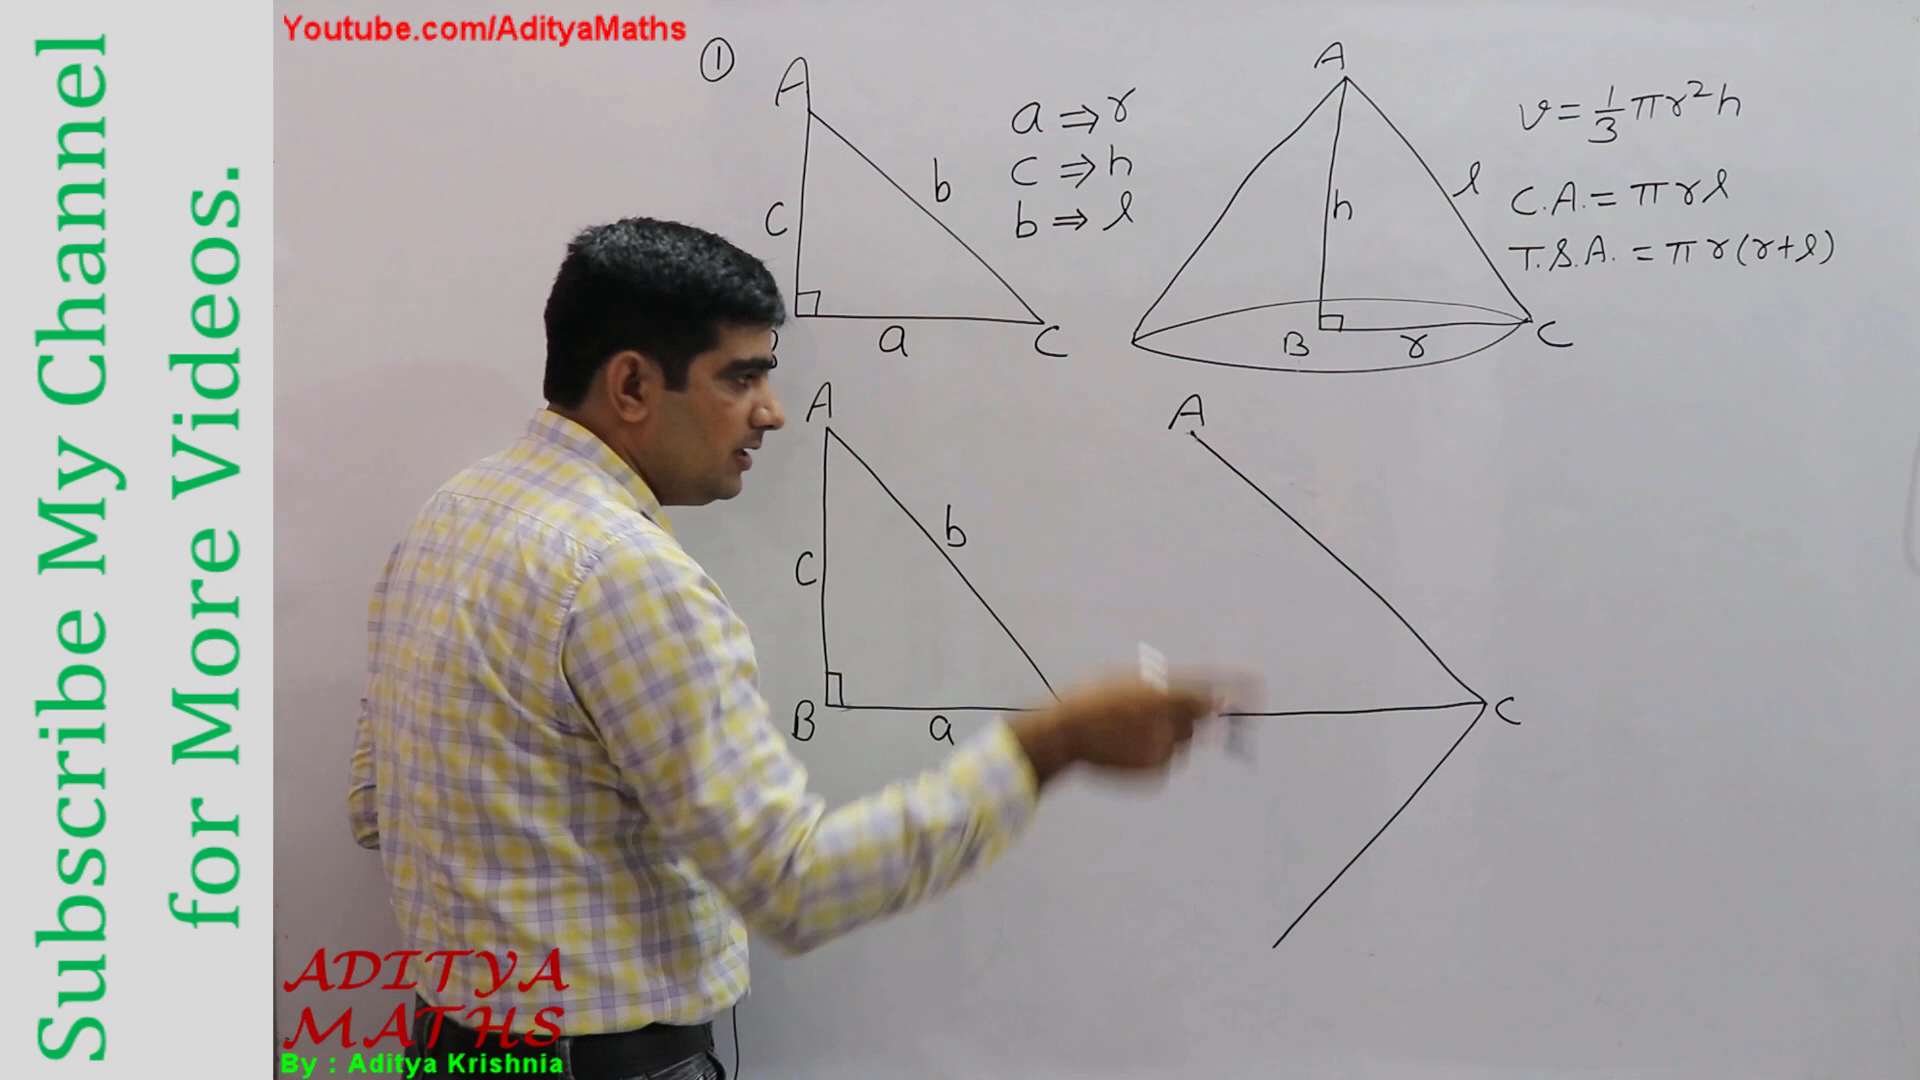 Subscribe My Channel
for More Videos.
Youtube.com/AdityaMaths
①
A
c
b
a
C
a ⇒ r
c ⇒ h
b ⇒ l
A
h
l
B
r
C
v = 1/3 πr²h
C.A. = πrl
T.S.A. = πr(r+l)
A
c
b
B
a
A
C
ADITYA
MATHS
By : Aditya Krishnia